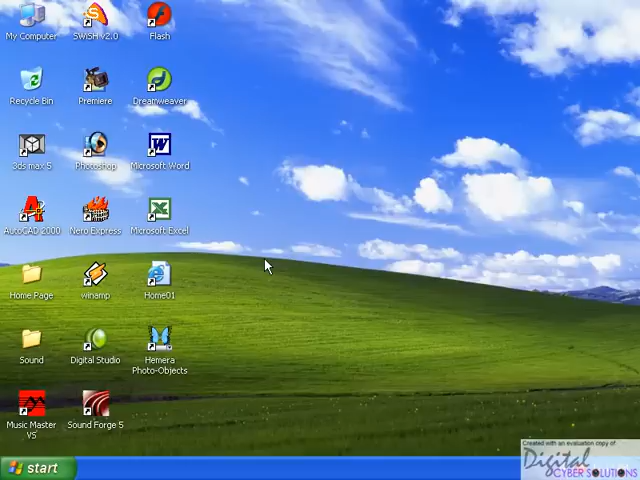 My Computer
SWiSH v2.0
Flash
Recycle Bin
Premiere
Dreamweaver
3ds max 5
Photoshop
Microsoft Word
AutoCAD 2000
Nero Express
Microsoft Excel
Home Page
winamp
Home01
Sound
Digital Studio
Hemera
Photo-Objects
Music Master
VS
Sound Forge 5
start
Created with an evaluation copy of
Digital
CYBER SOLUTIONS